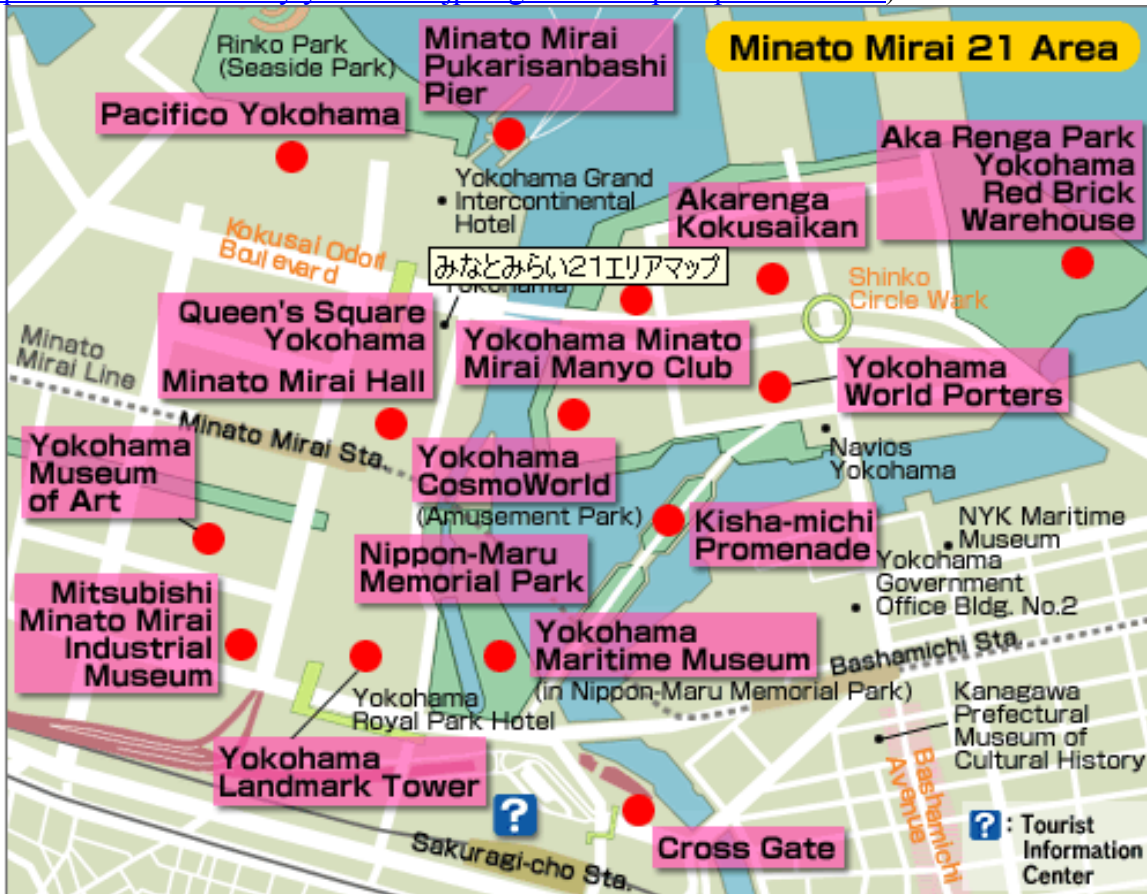 Minato Mirai 21 Area
Rinko Park
(Seaside Park)
Minato Mirai
Pukarisanbashi
Pier
Pacifico Yokohama
Aka Renga Park
Yokohama
Red Brick
Warehouse
Yokohama Grand
Intercontinental
Hotel
Akarenga
Kokusaikan
Kokusai Odori
Boulevard
みなとみらい21エリアマップ
Yokohama
Shinko
Circle Wark
Queen's Square
Yokohama
Minato Mirai Hall
Yokohama Minato
Mirai Manyo Club
Yokohama
World Porters
Minato
Mirai Line
Minato Mirai Sta.
Navios
Yokohama
Yokohama
Museum
of Art
Yokohama
CosmoWorld
(Amusement Park)
Kisha-michi
Promenade
NYK Maritime
Museum
Yokohama
Government
Office Bldg. No.2
Nippon-Maru
Memorial Park
Mitsubishi
Minato Mirai
Industrial
Museum
Yokohama
Maritime Museum
(in Nippon-Maru Memorial Park)
Bashamichi Sta.
Yokohama
Royal Park Hotel
Kanagawa
Prefectural
Museum of
Cultural History
Yokohama
Landmark Tower
Bashamichi
Avenue
?
Sakuragi-cho Sta.
Cross Gate
? : Tourist
Information
Center